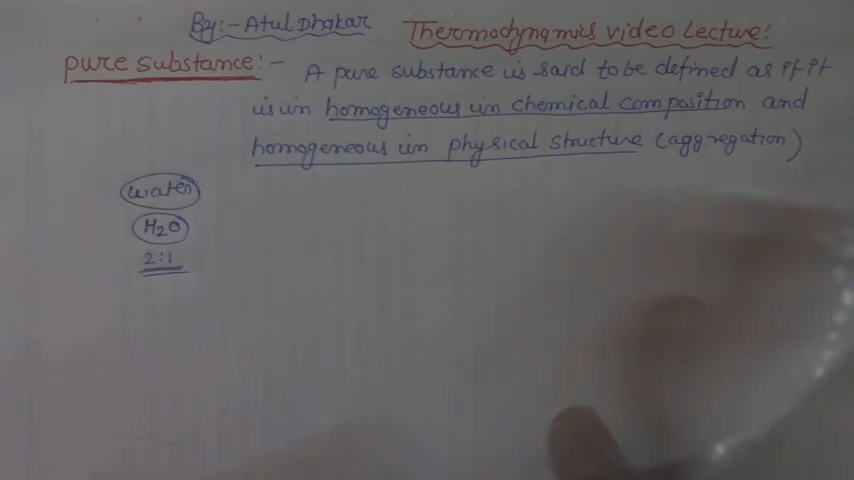 By:- Atul Dhakar
Thermodynamics video Lecture:
pure substance:- A pure substance is said to be defined as if it
is in homogeneous in chemical composition and
homogeneous in physical structure (aggregation)
water
H2O
2:1